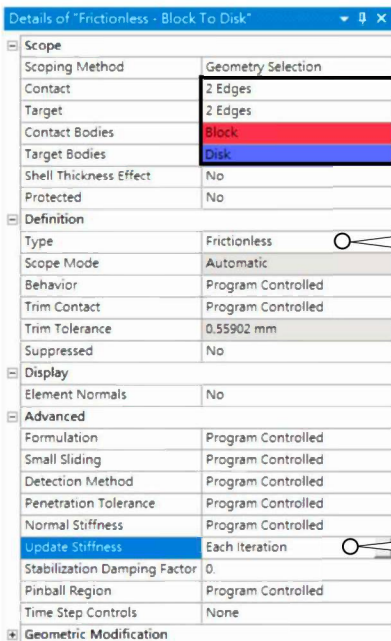 Details of "Frictionless - Block To Disk"
Scope
Scoping Method Geometry Selection
Contact 2 Edges
Target 2 Edges
Contact Bodies Block
Target Bodies Disk
Shell Thickness Effect No
Protected No
Definition
Type Frictionless
Scope Mode Automatic
Behavior Program Controlled
Trim Contact Program Controlled
Trim Tolerance 0.55902 mm
Suppressed No
Display
Element Normals No
Advanced
Formulation Program Controlled
Small Sliding Program Controlled
Detection Method Program Controlled
Penetration Tolerance Program Controlled
Normal Stiffness Program Controlled
Update Stiffness Each Iteration
Stabilization Damping Factor 0.
Pinball Region Program Controlled
Time Step Controls None
Geometric Modification